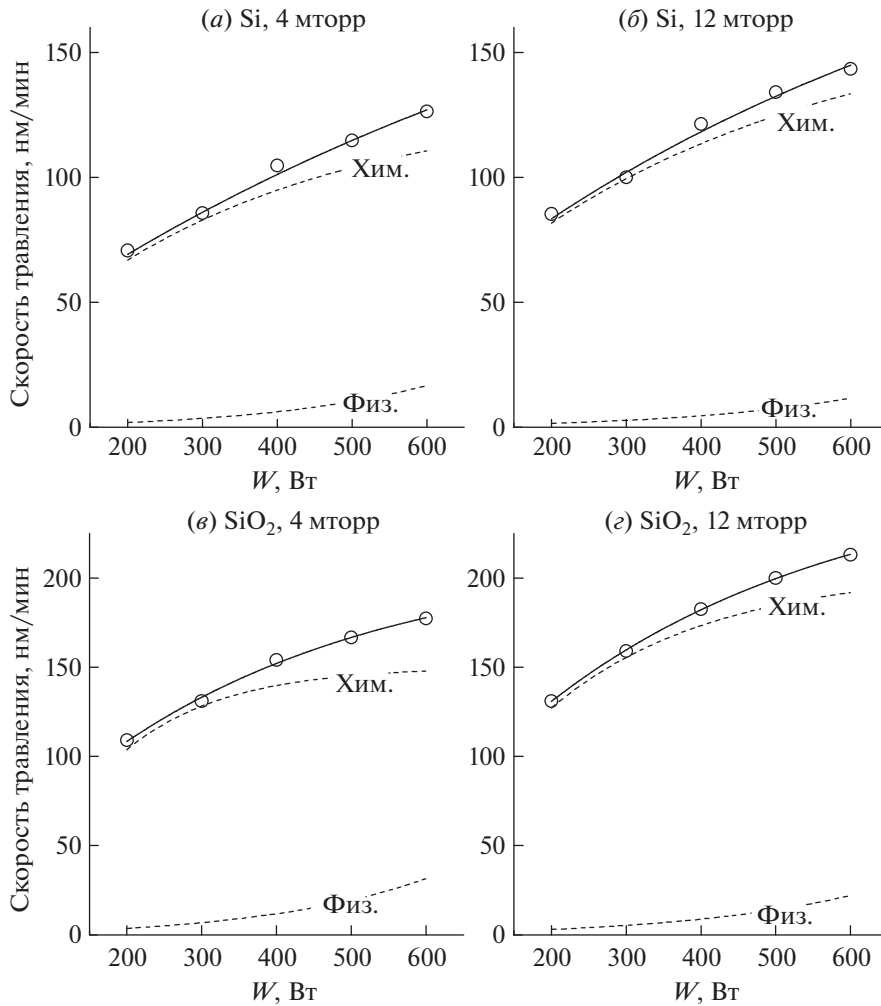 (а) Si, 4 мторр
(б) Si, 12 мторр
Скорость травления, нм/мин
150
100
50
0
Хим.
Физ.
200 300 400 500 600
W, Вт
150
100
50
0
Хим.
Физ.
200 300 400 500 600
W, Вт
(в) SiO₂, 4 мторр
(г) SiO₂, 12 мторр
Скорость травления, нм/мин
200
150
100
50
0
Хим.
Физ.
200 300 400 500 600
W, Вт
200
150
100
50
0
Хим.
Физ.
200 300 400 500 600
W, Вт